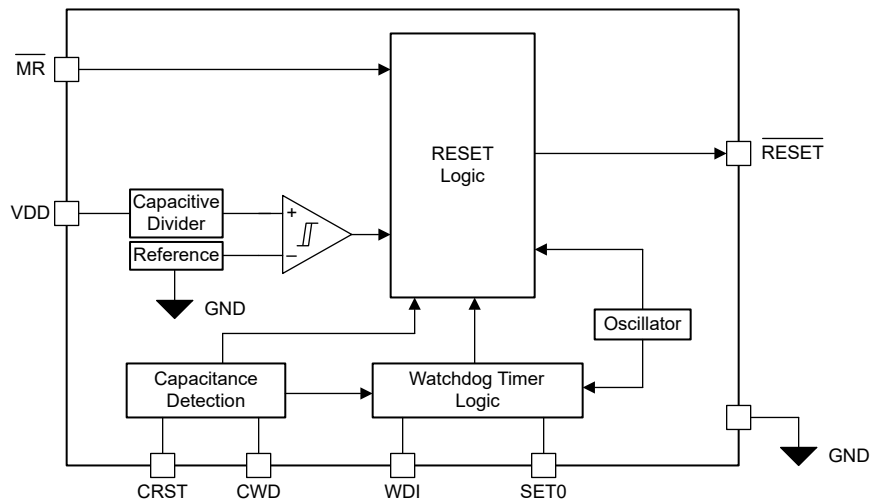 MR
RESET
Logic
RESET
VDD
Capacitive
Divider
+
Reference
−
GND
Oscillator
Capacitance
Detection
Watchdog Timer
Logic
GND
CRST
CWD
WDI
SET0